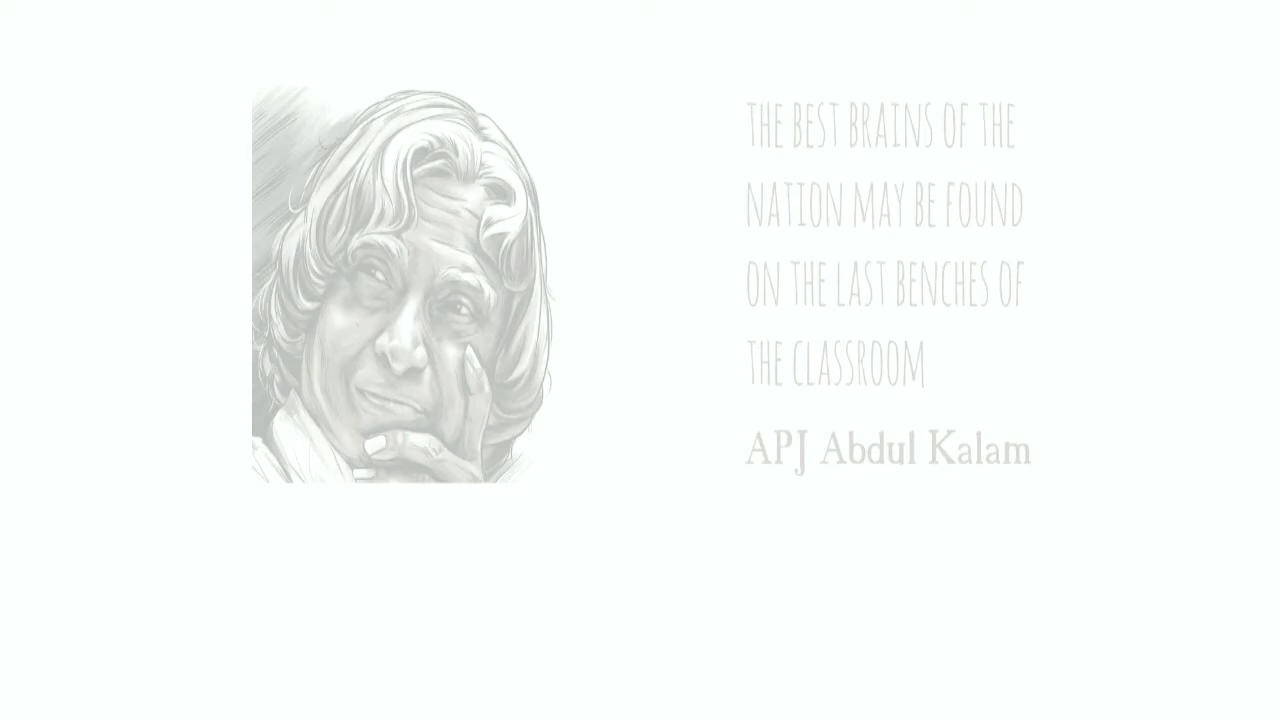 THE BEST BRAINS OF THE
NATION MAY BE FOUND
ON THE LAST BENCHES OF
THE CLASSROOM
APJ Abdul Kalam